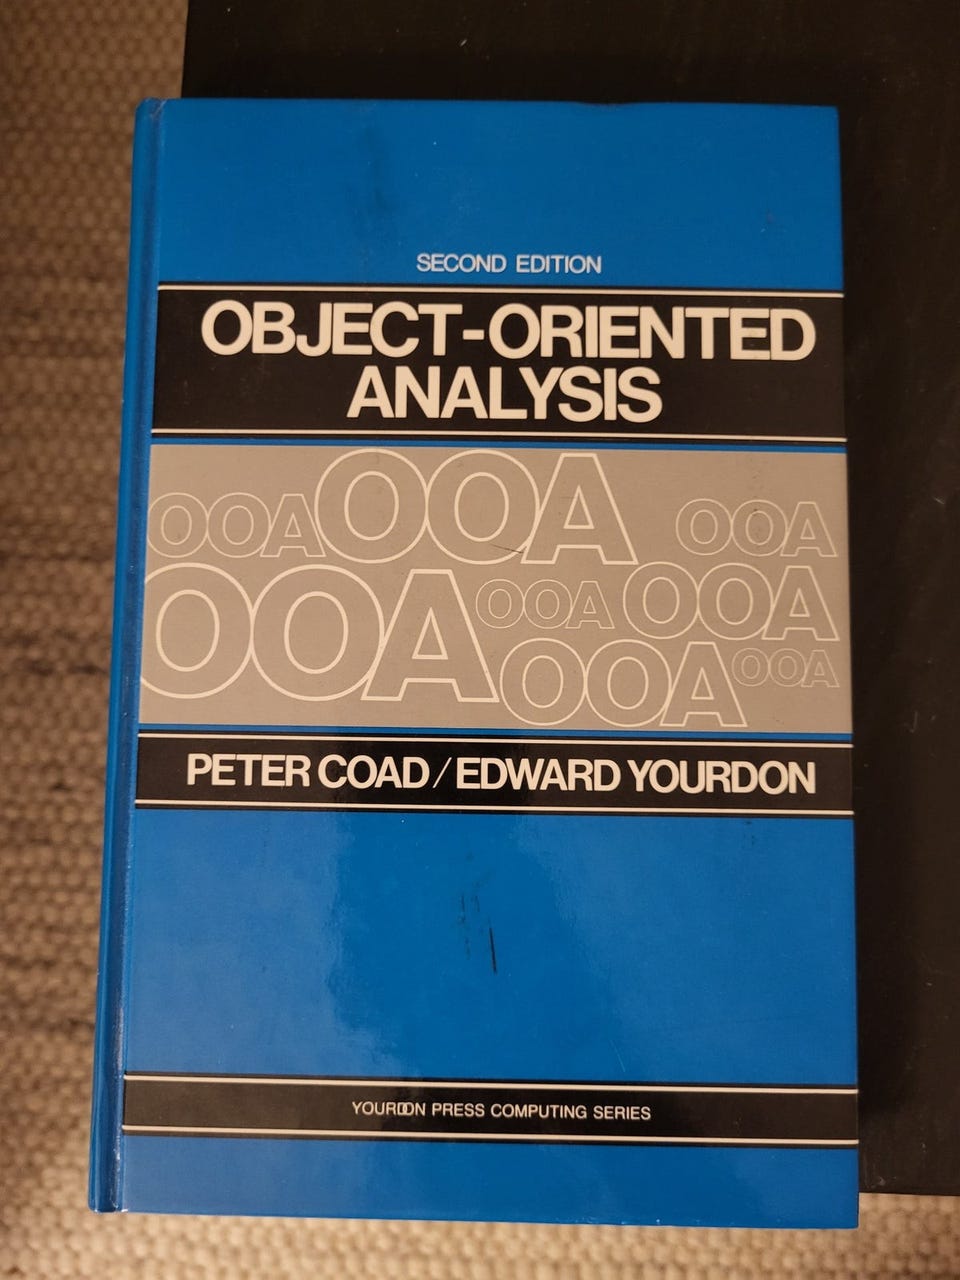 SECOND EDITION
OBJECT-ORIENTED
ANALYSIS
OOA OOA OOA
OOA OOA OOA
OOA OOA
PETER COAD/EDWARD YOURDON
YOURDON PRESS COMPUTING SERIES